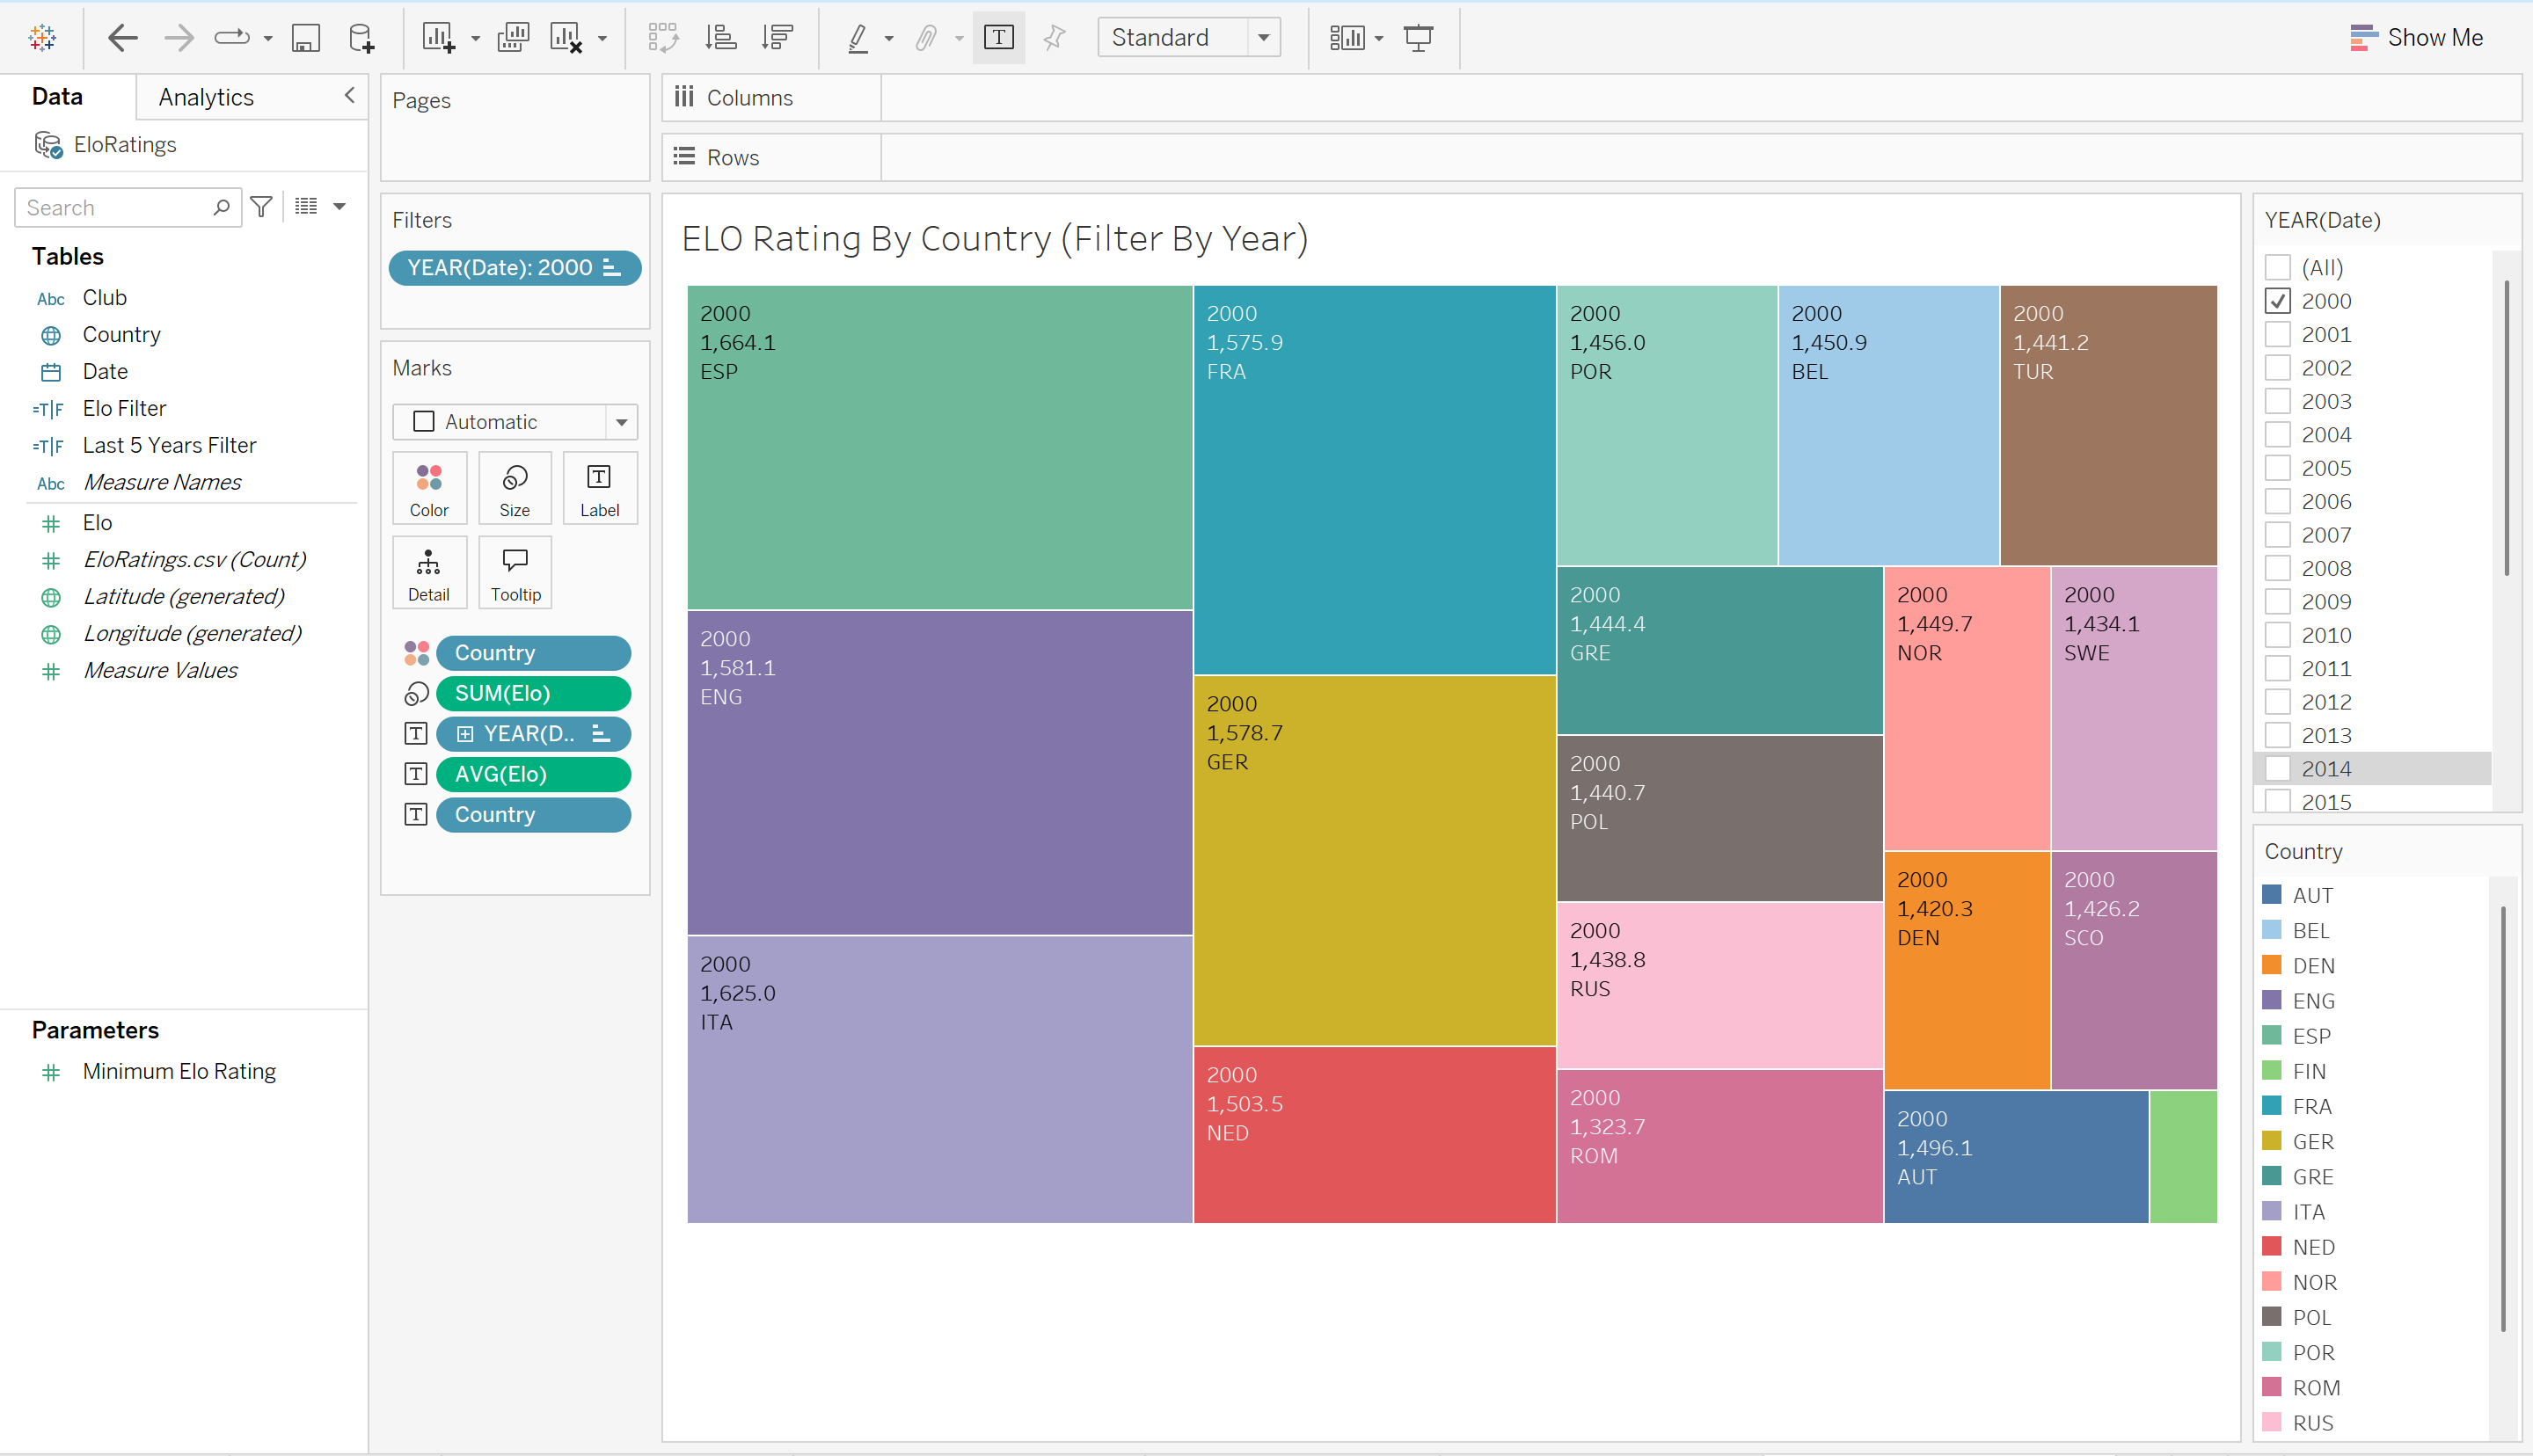 Standard
Show Me
Data
Analytics
EloRatings
Search
Tables
Abc Club
Country
Date
=T|F Elo Filter
=T|F Last 5 Years Filter
Abc Measure Names
Elo
EloRatings.csv (Count)
Latitude (generated)
Longitude (generated)
Measure Values
Parameters
Minimum Elo Rating
Pages
Filters
YEAR(Date): 2000
Marks
Automatic
Color
Size
Label
Detail
Tooltip
Country
SUM(Elo)
YEAR(D..
AVG(Elo)
Country
Columns
Rows
ELO Rating By Country (Filter By Year)
2000
1,664.1
ESP
2000
1,581.1
ENG
2000
1,625.0
ITA
2000
1,575.9
FRA
2000
1,578.7
GER
2000
1,503.5
NED
2000
1,456.0
POR
2000
1,450.9
BEL
2000
1,441.2
TUR
2000
1,444.4
GRE
2000
1,440.7
POL
2000
1,438.8
RUS
2000
1,323.7
ROM
2000
1,449.7
NOR
2000
1,434.1
SWE
2000
1,420.3
DEN
2000
1,426.2
SCO
2000
1,496.1
AUT
YEAR(Date)
(All)
2000
2001
2002
2003
2004
2005
2006
2007
2008
2009
2010
2011
2012
2013
2014
2015
Country
AUT
BEL
DEN
ENG
ESP
FIN
FRA
GER
GRE
ITA
NED
NOR
POL
POR
ROM
RUS